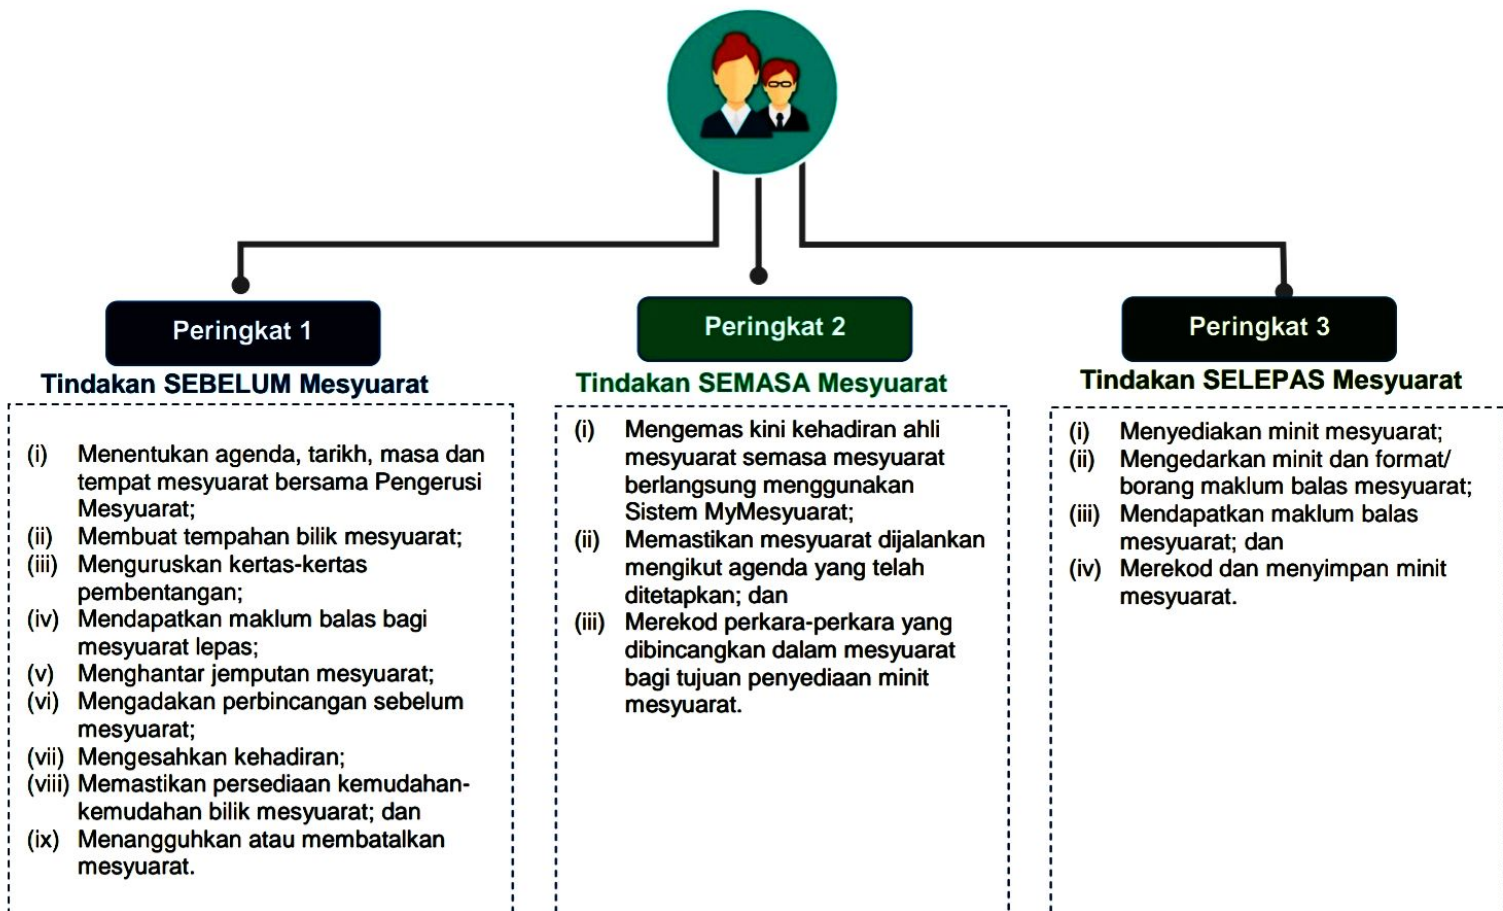 Peringkat 1
Tindakan SEBELUM Mesyuarat
(i) Menentukan agenda, tarikh, masa dan
tempat mesyuarat bersama Pengerusi
Mesyuarat;
(ii) Membuat tempahan bilik mesyuarat;
(iii) Menguruskan kertas-kertas
pembentangan;
(iv) Mendapatkan maklum balas bagi
mesyuarat lepas;
(v) Menghantar jemputan mesyuarat;
(vi) Mengadakan perbincangan sebelum
mesyuarat;
(vii) Mengesahkan kehadiran;
(viii) Memastikan persediaan kemudahan-
kemudahan bilik mesyuarat; dan
(ix) Menangguhkan atau membatalkan
mesyuarat.
Peringkat 2
Tindakan SEMASA Mesyuarat
(i) Mengemas kini kehadiran ahli
mesyuarat semasa mesyuarat
berlangsung menggunakan
Sistem MyMesyuarat;
(ii) Memastikan mesyuarat dijalankan
mengikut agenda yang telah
ditetapkan; dan
(iii) Merekod perkara-perkara yang
dibincangkan dalam mesyuarat
bagi tujuan penyediaan minit
mesyuarat.
Peringkat 3
Tindakan SELEPAS Mesyuarat
(i) Menyediakan minit mesyuarat;
(ii) Mengedarkan minit dan format/
borang maklum balas mesyuarat;
(iii) Mendapatkan maklum balas
mesyuarat; dan
(iv) Merekod dan menyimpan minit
mesyuarat.